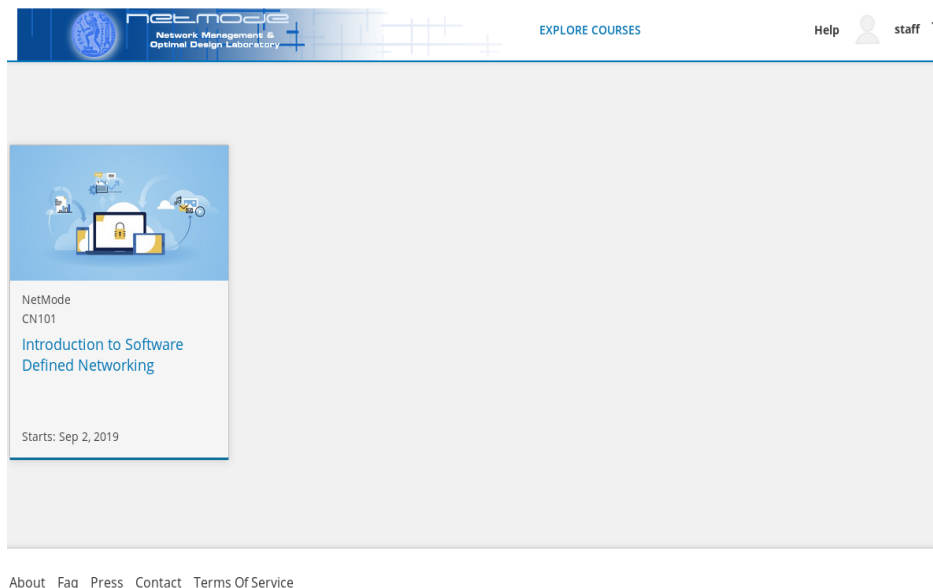 netmode
Network Management &
Optimal Design Laboratory
EXPLORE COURSES
Help
staff
NetMode
CN101
Introduction to Software
Defined Networking
Starts: Sep 2, 2019
About Faq Press Contact Terms Of Service